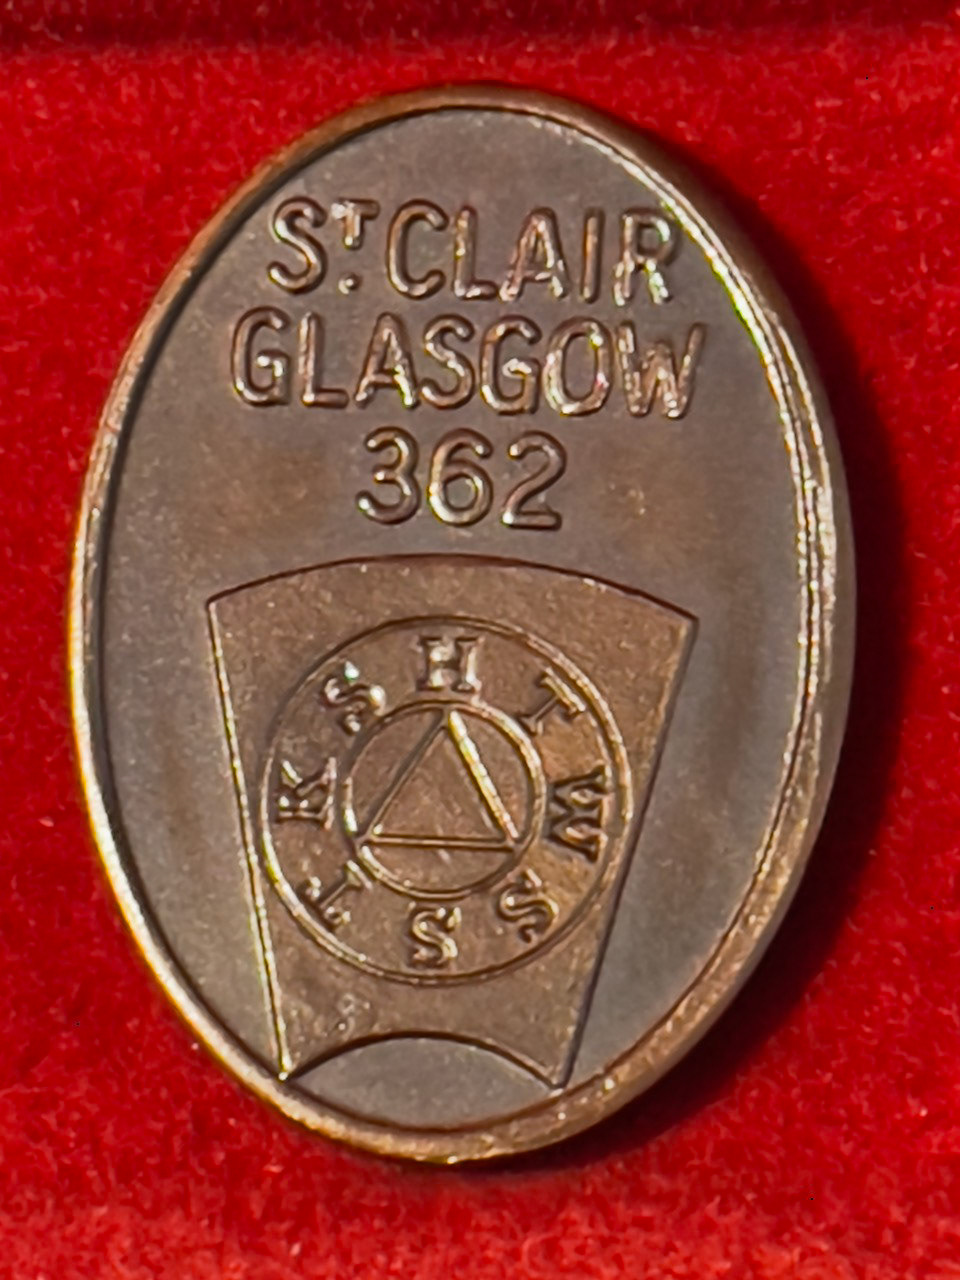 ST. CLAIR
GLASGOW
362
H T W S S T K S